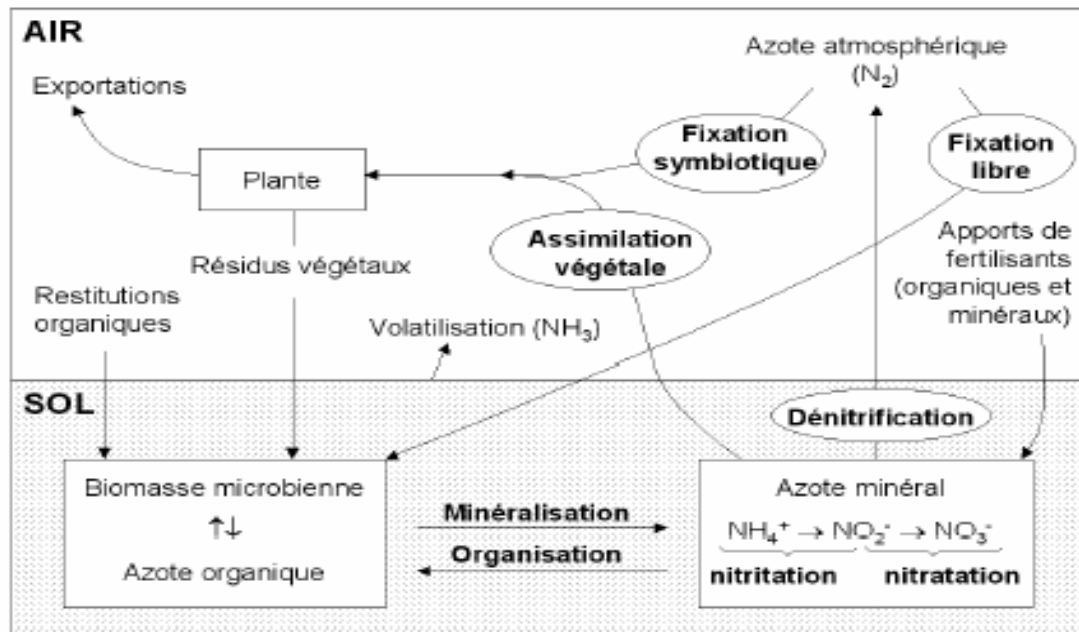 AIR
Azote atmosphérique
(N₂)
Exportations
Fixation
symbiotique
Fixation
libre
Plante
Assimilation
végétale
Apports de
fertilisants
(organiques et
minéraux)
Résidus végétaux
Restitutions
organiques
Volatilisation (NH₃)
SOL
Dénitrification
Biomasse microbienne
↑↓
Azote organique
Minéralisation
Organisation
Azote minéral
NH₄⁺ → NO₂⁻ → NO₃⁻
nitritation nitratation